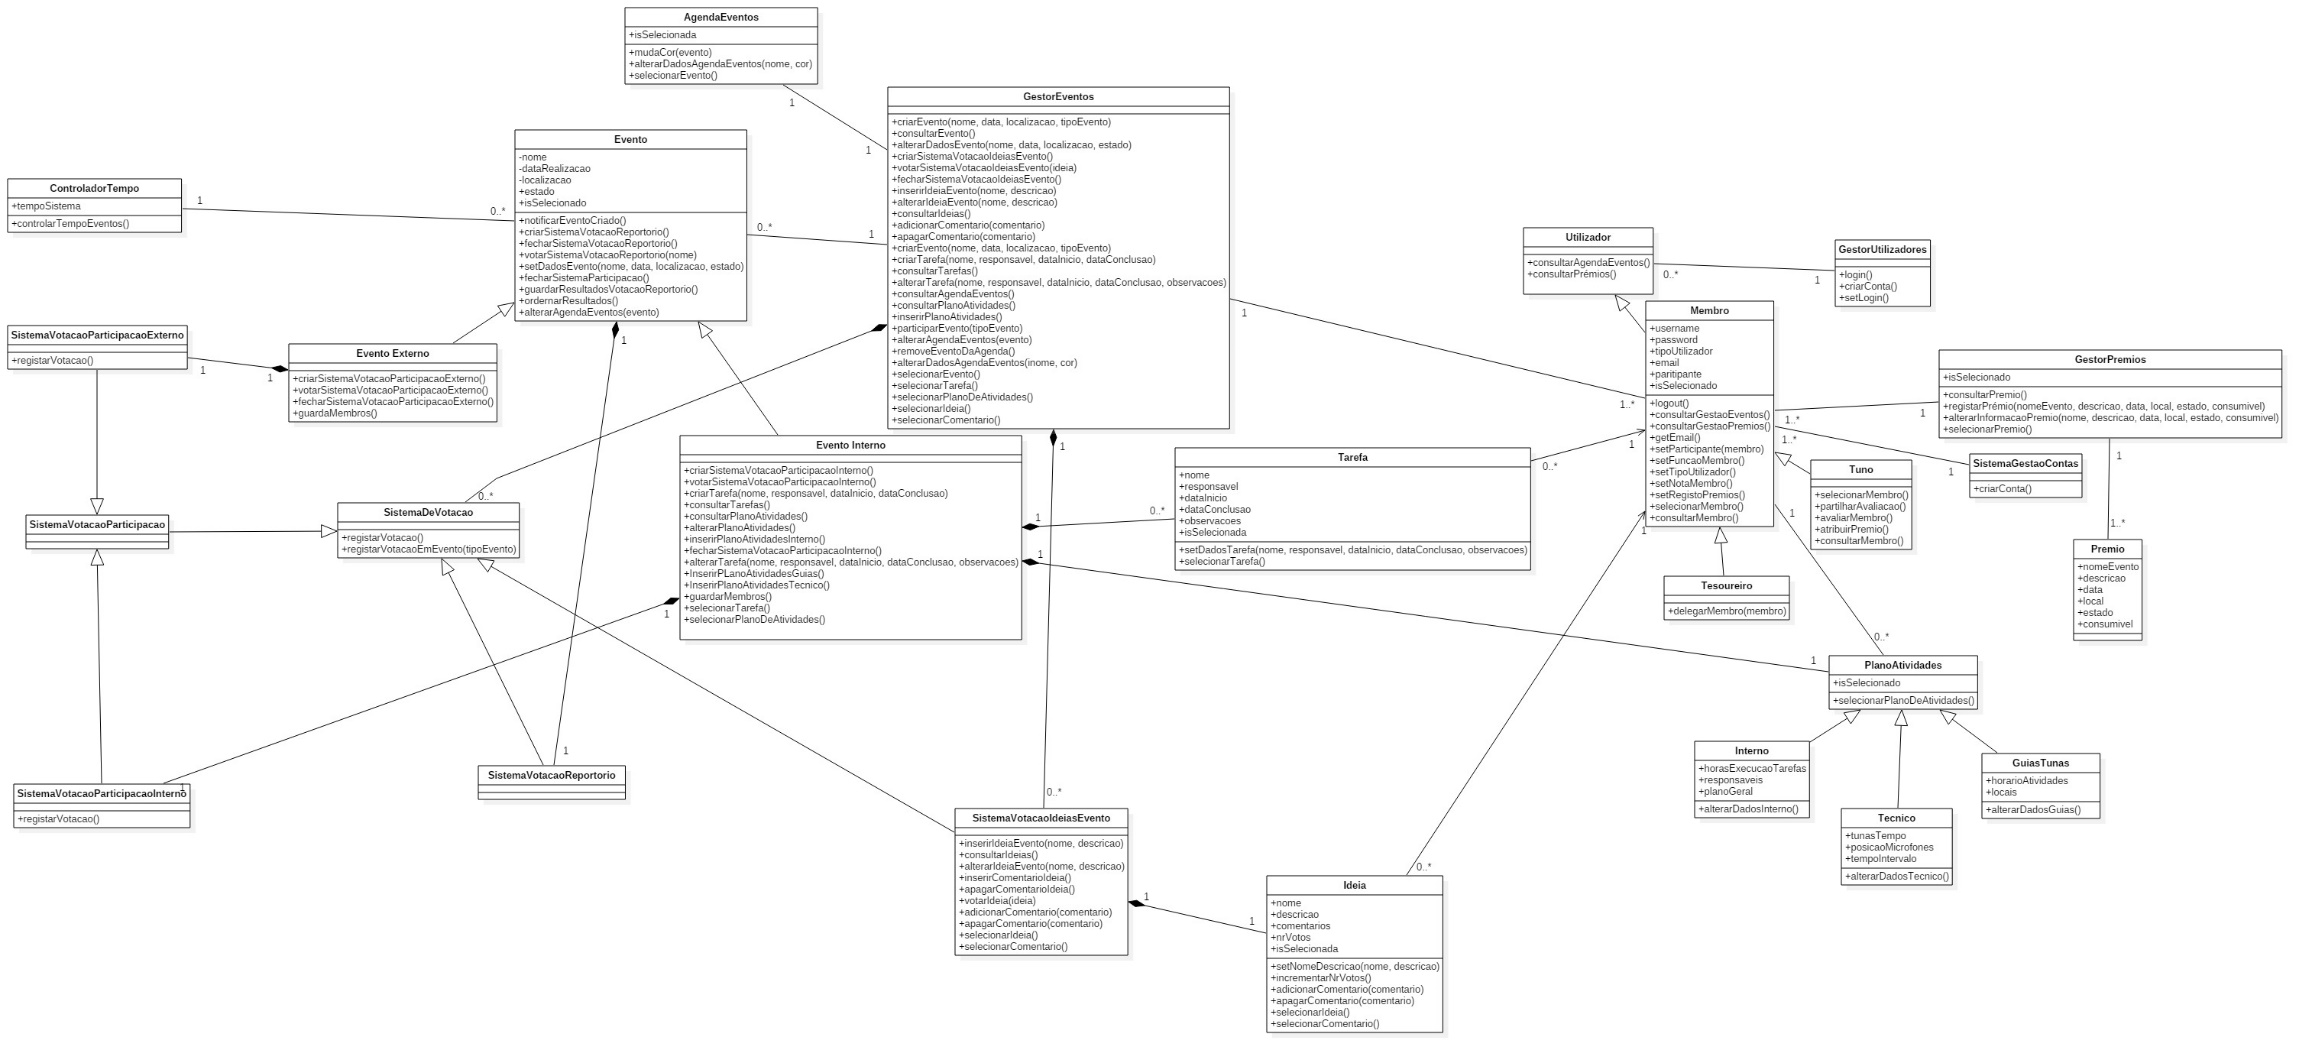 AgendaEventos
+isSelecionada
+mudaCor(evento)
+alterarDadosAgendaEventos(nome, cor)
+selecionarEvento()
1
1
GestorEventos
+criarEvento(nome, data, localizacao, tipoEvento)
+consultarEvento()
+alterarDadosEvento(nome, data, localizacao, estado)
+criarSistemaVotacaoIdeiasEvento()
+votarSistemaVotacaoIdeiasEvento(ideia)
+fecharSistemaVotacaoIdeiasEvento()
+inserirIdeiaEvento(nome, descricao)
+alterarIdeiaEvento(nome, descricao)
+consultarIdeias()
+adicionarComentario(comentario)
+apagarComentario(comentario)
+criarEvento(nome, data, localizacao, tipoEvento)
+criarTarefa(nome, responsavel, dataInicio, dataConclusao)
+consultarTarefas()
+alterarTarefa(nome, responsavel, dataInicio, dataConclusao, observacoes)
+consultarAgendaEventos()
+consultarPlanoAtividades()
+inserirPlanoAtividades()
+participarEvento(tipoEvento)
+alterarAgendaEventos(evento)
+removeEventoDaAgenda()
+alterarDadosAgendaEventos(inome, cor)
+selecionarEvento()
+selecionarTarefa()
+selecionarPlanoDeAtividades()
+selecionarIdeia()
+selecionarComentario()
Evento
-nome
-dataRealizacao
-localizacao
+estado
+isSelecionado
+notificarEventoCriado()
+criarSistemaVotacaoReportorio()
+fecharSistemaVotacaoReportorio()
+votarSistemaVotacaoReportorio(nome)
+setDadosEvento(nome, data, localizacao, estado)
+fecharSistemaParticipacao()
+guardarResultadosVotacaoReportorio()
+ordernarResultados()
+alterarAgendaEventos(evento)
0..*
1
ControladorTempo
+tempoSistema
+controlarTempoEventos()
1
0..*
SistemaVotacaoParticipacaoExterno
+registarVotacao()
1
1
Evento Externo
+criarSistemaVotacaoParticipacaoExterno()
+votarSistemaVotacaoParticipacaoExterno()
+fecharSistemaVotacaoParticipacaoExterno()
+guardaMembros()
1
Utilizador
+consultarAgendaEventos()
+consultarPrémios()
0..*
1
GestorUtilizadores
+login()
+criarConta()
+setLogin()
Membro
+username
+password
+tipoUtilizador
+email
+paritipante
+isSelecionado
+logout()
+consultarGestaoEventos()
+consultarGestaoPremios()
+getEmail()
+setParticipante(membro)
+setFuncaoMembro()
+setTipoUtilizador()
+setNotaMembro()
+setRegistoPremios()
+selecionarMembro()
+consultarMembro()
1
1..*
1..*
1
1..*
1
GestorPremios
+isSelecionado
+consultarPremio()
+registarPrémio(nomeEvento, descricao, data, local, estado, consumivel)
+alterarInformacaoPremio(nome, descricao, data, local, estado, consumivel)
+selecionarPremio()
1
1..*
SistemaGestaoContas
+criarConta()
Tuno
+selecionarMembro()
+partilharAvaliacao()
+avaliarMembro()
+atribuirPremio()
+consultarMembro()
Premio
+nomeEvento
+descricao
+data
+local
+estado
+consumivel
Tesoureiro
+delegarMembro(membro)
Evento Interno
+criarSistemaVotacaoParticipacaoInterno()
+votarSistemaVotacaoParticipacaoInterno()
+criarTarefa(nome, responsavel, dataInicio, dataConclusao)
+consultarTarefas()
+consultarPlanoAtividades()
+alterarPlanoAtividades()
+inserirPlanoAtividadesInterno()
+fecharSistemaVotacaoParticipacaoInterno()
+alterarTarefa(nome, responsavel, dataInicio, dataConclusao, observacoes)
+InserirPLanoAtividadesGuias()
+InserirPlanoAtividadesTecnico()
+guardarMembros()
+selecionarTarefa()
+selecionarPlanoDeAtividades()
1
Tarefa
+nome
+responsavel
+dataInicio
+dataConclusao
+observacoes
+isSelecionada
+setDadosTarefa(nome, responsavel, dataInicio, dataConclusao, observacoes)
+selecionarTarefa()
1
0..*
0..*
1
1
1
1
0..*
1
SistemaVotacaoParticipacao
SistemaDeVotacao
+registarVotacao()
+registarVotacaoEmEvento(tipoEvento)
0..*
1
PlanoAtividades
+isSelecionado
+selecionarPlanoDeAtividades()
Interno
+horasExecucaoTarefas
+responsaveis
+planoGeral
+alterarDadosInterno()
Tecnico
+tunasTempo
+posicaoMicrofones
+tempoIntervalo
+alterarDadosTecnico()
GuiasTunas
+horarioAtividades
+locais
+alterarDadosGuias()
SistemaVotacaoParticipacaoInterno
1
+registarVotacao()
1
SistemaVotacaoReportorio
0..*
SistemaVotacaoIdeiasEvento
+inserirIdeiaEvento(nome, descricao)
+consultarIdeias()
+alterarIdeiaEvento(nome, descricao)
+inserirComentarioIdeia()
+apagarComentarioIdeia()
+votarIdeia(ideia)
+adicionarComentario(comentario)
+apagarComentario(comentario)
+selecionarIdeia()
+selecionarComentario()
1
1
0..*
Ideia
+nome
+descricao
+comentarios
+nrVotos
+isSelecionada
+setNomeDescricao(nome, descricao)
+incrementarNrVotos()
+adicionarComentario(comentario)
+apagarComentario(comentario)
+selecionarIdeia()
+selecionarComentario()